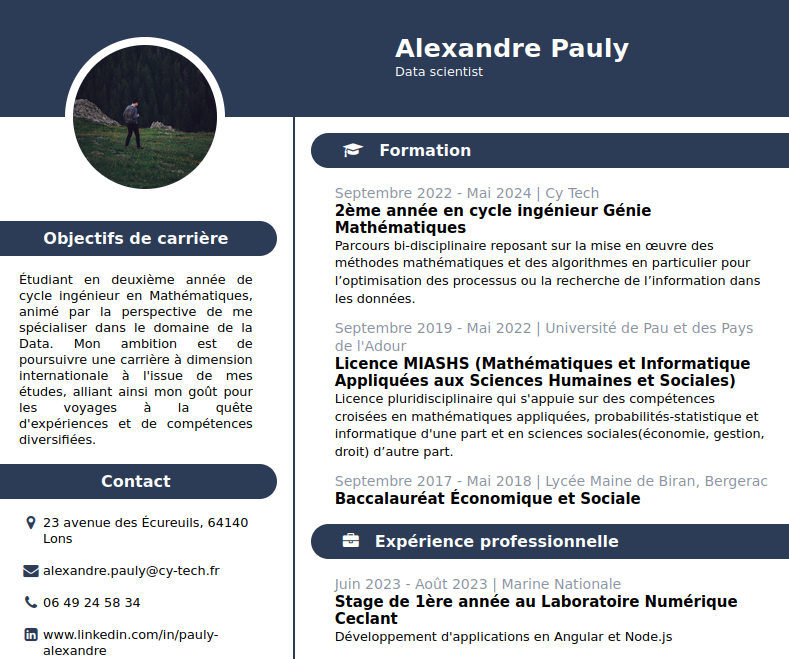 Alexandre Pauly
Data scientist
Objectifs de carrière
Étudiant en deuxième année de
cycle ingénieur en Mathématiques,
animé par la perspective de me
spécialiser dans le domaine de la
Data. Mon ambition est de
poursuivre une carrière à dimension
internationale à l'issue de mes
études, alliant ainsi mon goût pour
les voyages à la quête
d'expériences et de compétences
diversifiées.
Contact
23 avenue des Écureuils, 64140
Lons
alexandre.pauly@cy-tech.fr
06 49 24 58 34
www.linkedin.com/in/pauly-
alexandre
Formation
Septembre 2022 - Mai 2024 | Cy Tech
2ème année en cycle ingénieur Génie
Mathématiques
Parcours bi-disciplinaire reposant sur la mise en œuvre des
méthodes mathématiques et des algorithmes en particulier pour
l’optimisation des processus ou la recherche de l’information dans
les données.
Septembre 2019 - Mai 2022 | Université de Pau et des Pays
de l'Adour
Licence MIASHS (Mathématiques et Informatique
Appliquées aux Sciences Humaines et Sociales)
Licence pluridisciplinaire qui s'appuie sur des compétences
croisées en mathématiques appliquées, probabilités-statistique et
informatique d'une part et en sciences sociales(économie, gestion,
droit) d’autre part.
Septembre 2017 - Mai 2018 | Lycée Maine de Biran, Bergerac
Baccalauréat Économique et Sociale
Expérience professionnelle
Juin 2023 - Août 2023 | Marine Nationale
Stage de 1ère année au Laboratoire Numérique
Ceclant
Développement d'applications en Angular et Node.js